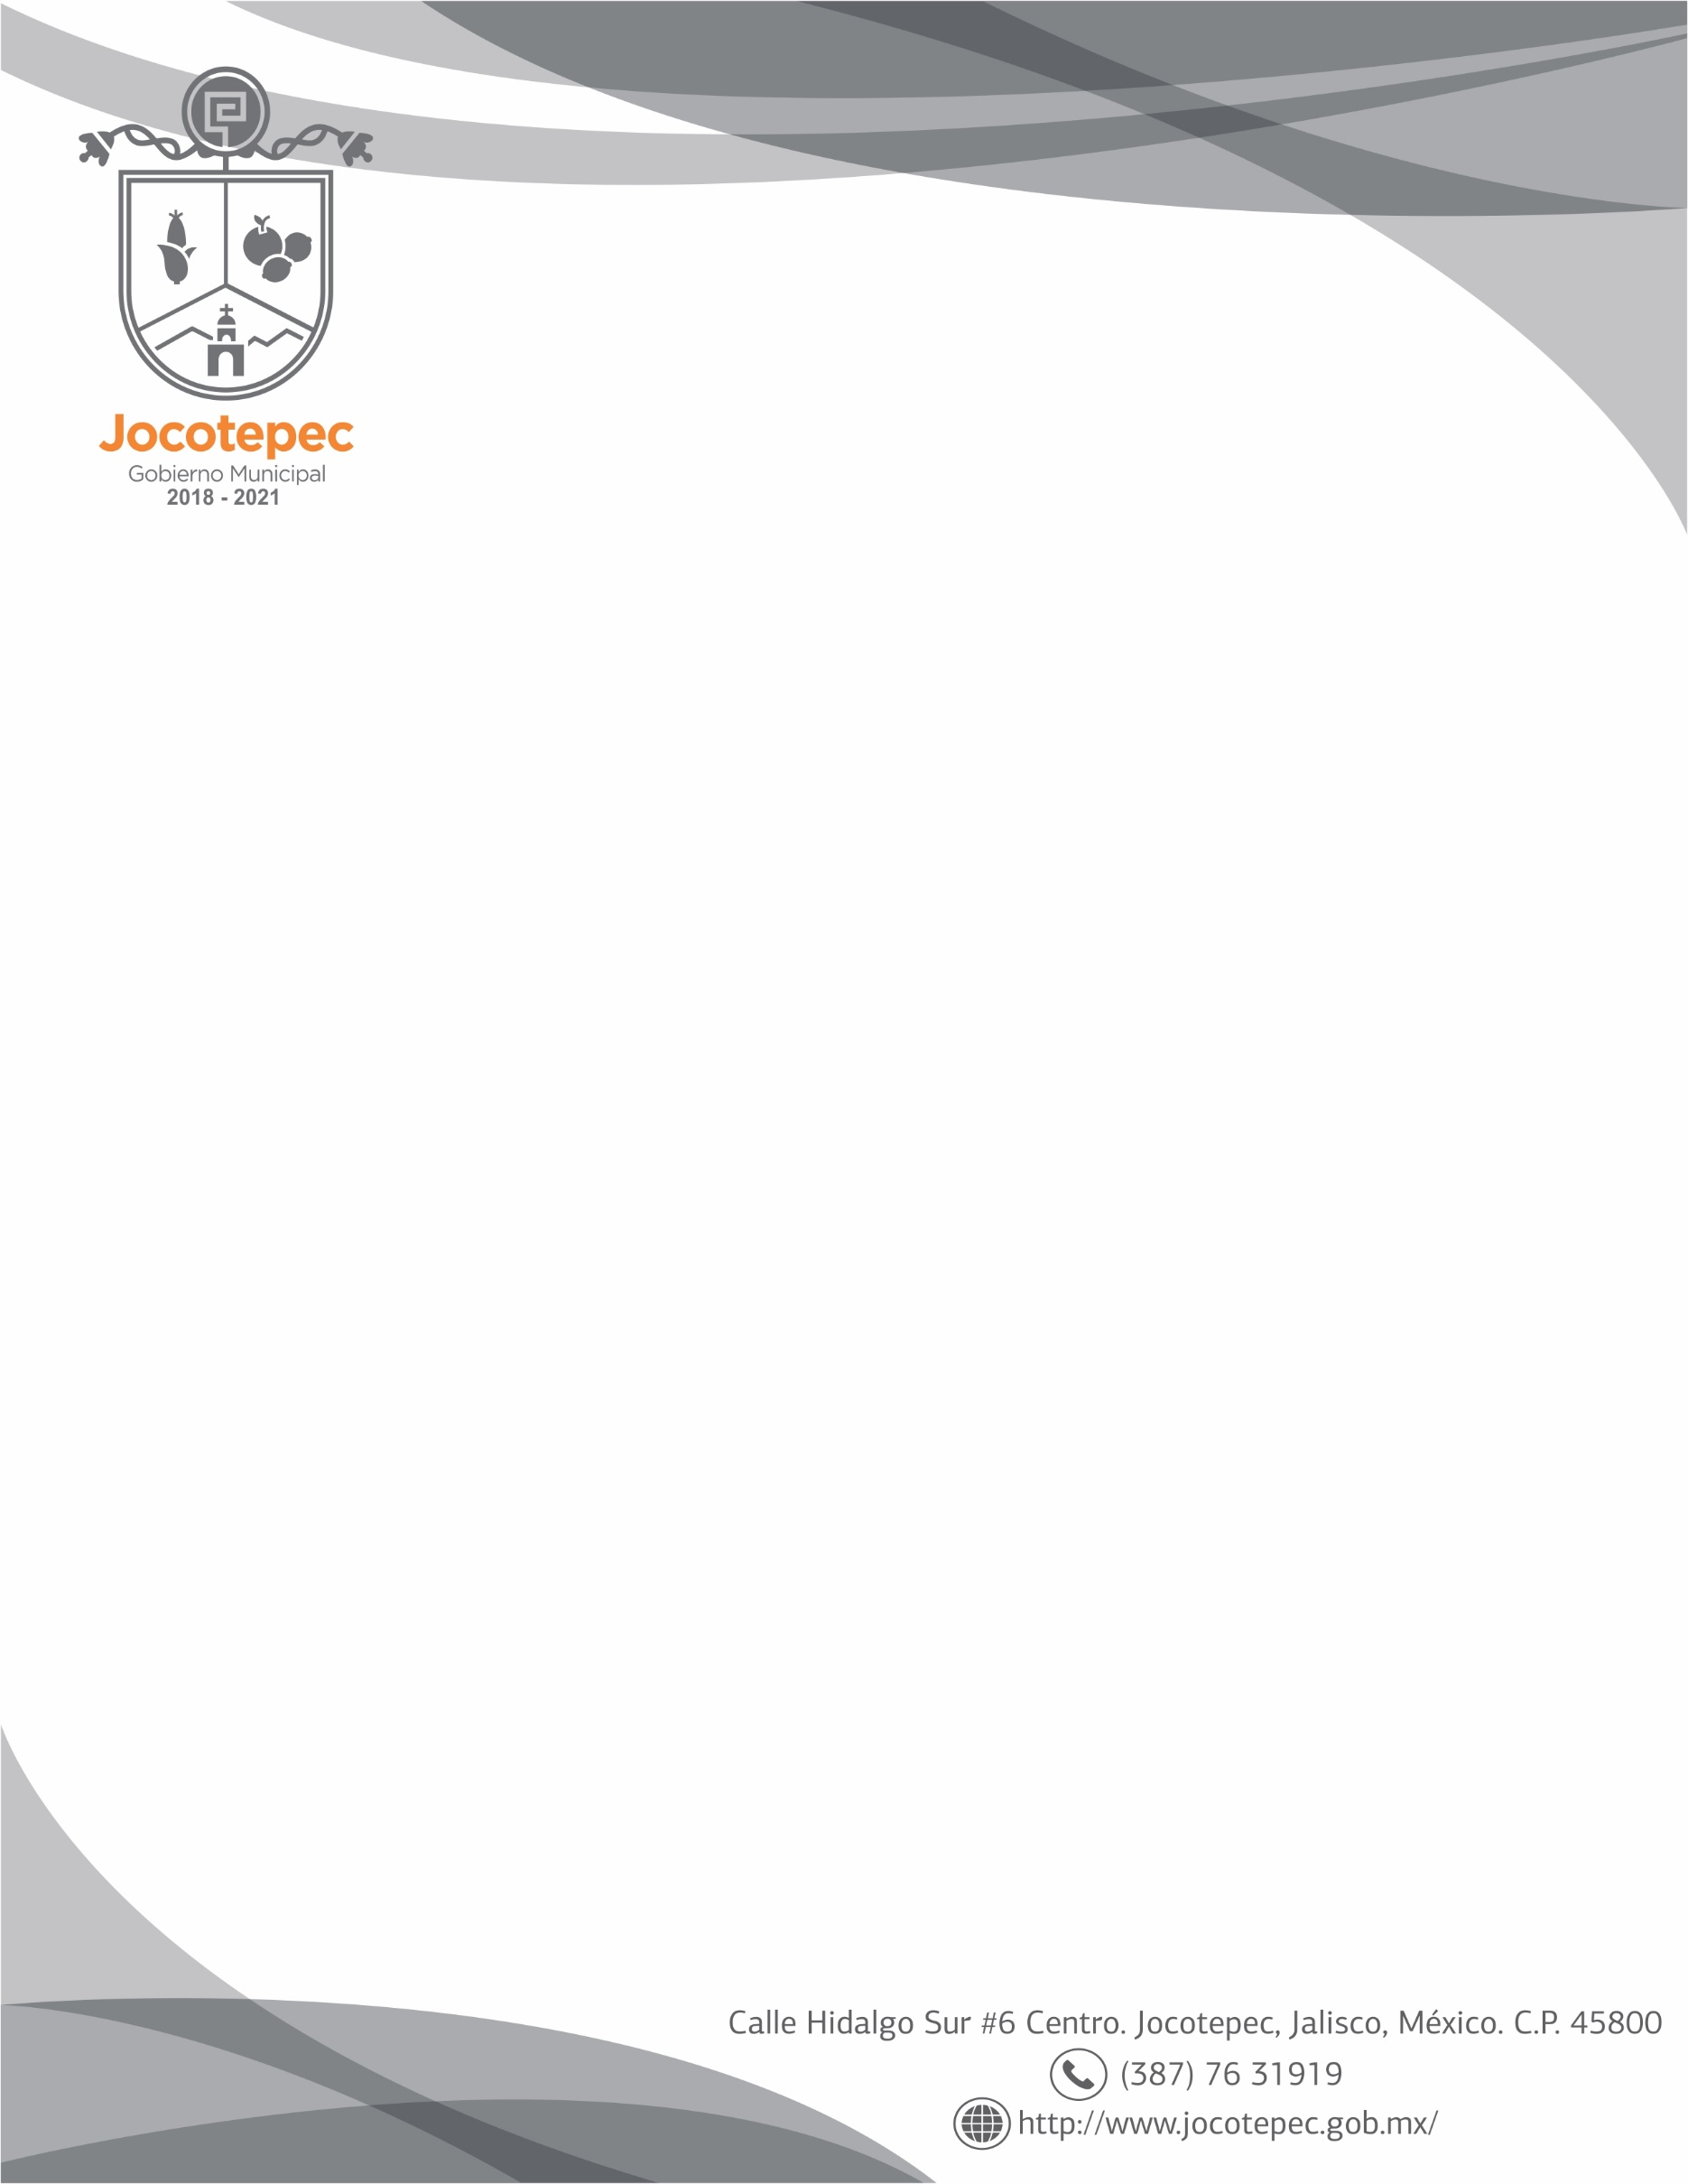 Jocotepec
Gobierno Municipal
2018 - 2021
Calle Hidalgo Sur #6 Centro. Jocotepec, Jalisco, México. C.P. 45800
(387) 76 31919
http://www.jocotepec.gob.mx/